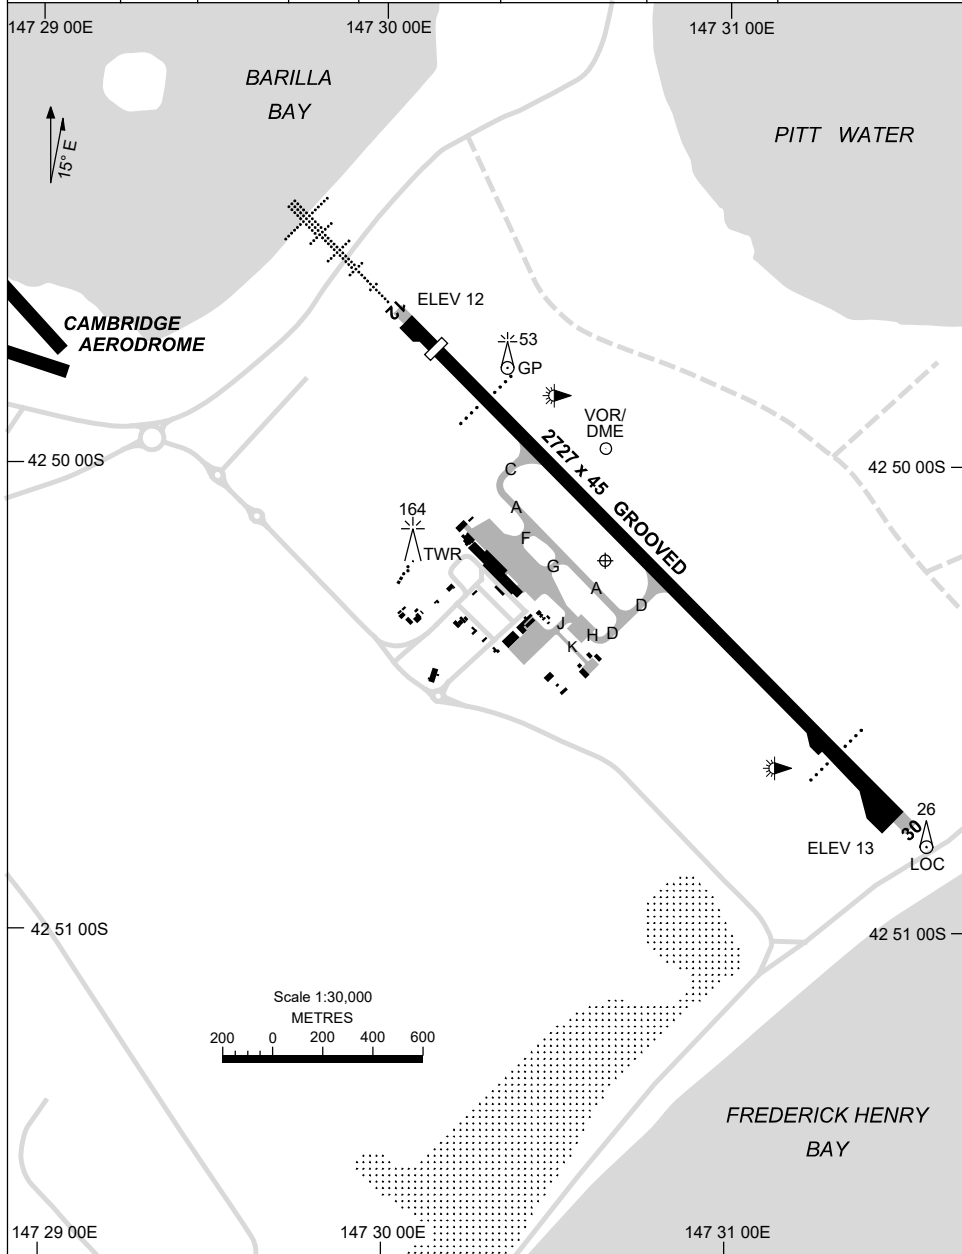 147 29 00E
147 30 00E
147 31 00E
BARILLA
BAY
PITT WATER
15° E
12
ELEV 12
CAMBRIDGE
AERODROME
53
GP
VOR/
DME
2727 x 45 GROOVED
42 50 00S
42 50 00S
C
A
164
TWR
F
G
A
D
J
H
D
K
26
30
ELEV 13
LOC
42 51 00S
42 51 00S
Scale 1:30,000
METRES
200 0 200 400 600
FREDERICK HENRY
BAY
147 29 00E
147 30 00E
147 31 00E